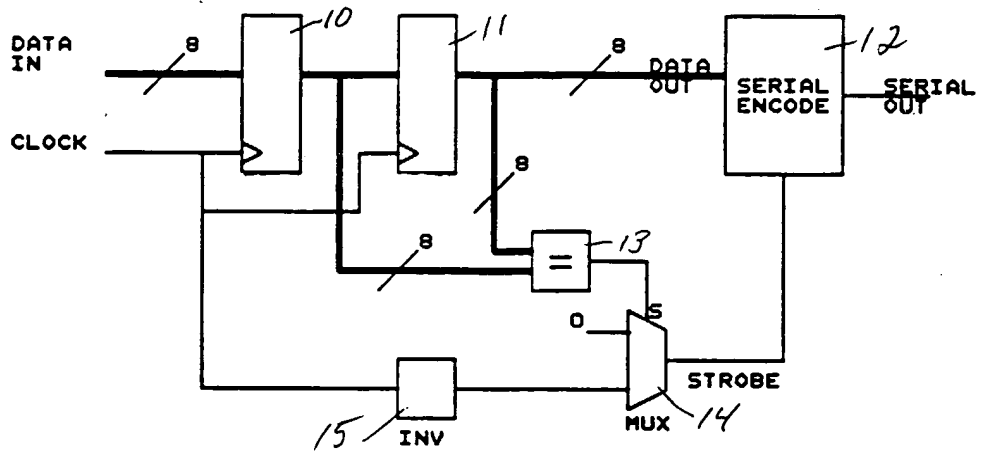 10
11
12
DATA
IN
8
8
DATA
OUT
SERIAL
ENCODE
SERIAL
OUT
CLOCK
8
8
13
=
S
0
STROBE
14
MUX
15
INV